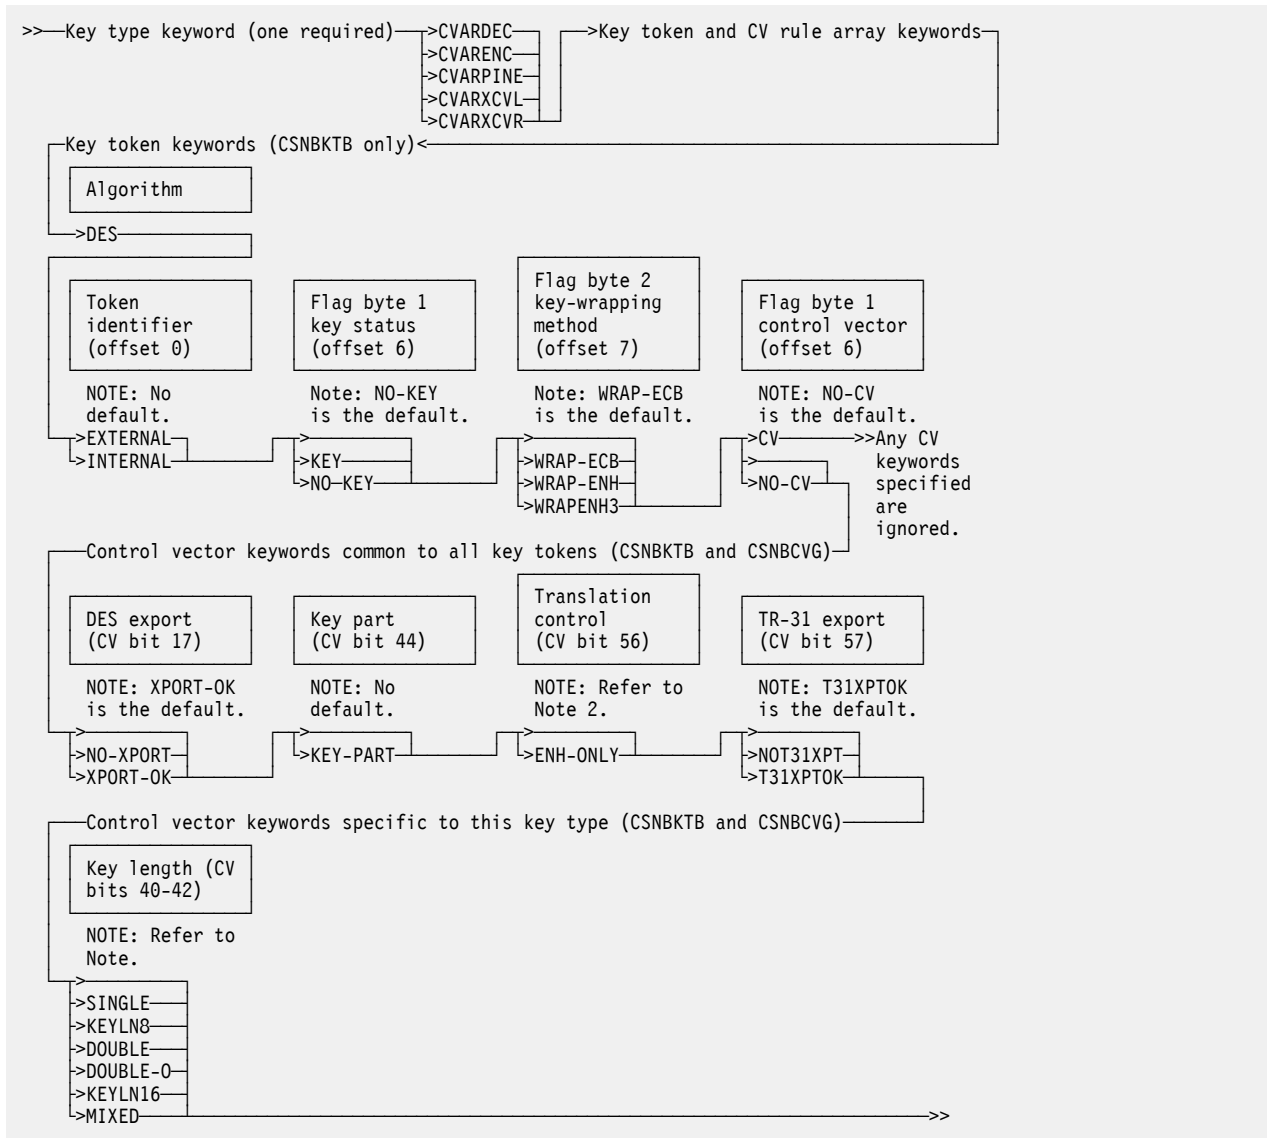 >>—Key type keyword (one required)—>CVARDEC— —>Key token and CV rule array keywords—
>CVARENC—
>CVARPINE—
>CVARXCVL—
>CVARXCVR—
Key token keywords (CSNBKTB only)<—
Algorithm
—>DES—
Token
identifier
(offset 0)
NOTE: No
default.
>EXTERNAL—
>INTERNAL—
Flag byte 1
key status
(offset 6)
Note: NO-KEY
is the default.
>—
>KEY—
>NO—KEY—
Flag byte 2
key-wrapping
method
(offset 7)
Note: WRAP-ECB
is the default.
>—
>WRAP-ECB—
>WRAP-ENH—
>WRAPENH3—
Flag byte 1
control vector
(offset 6)
NOTE: NO-CV
is the default.
>CV—>>Any CV
keywords
specified
are
ignored.
>—
>NO-CV—
—Control vector keywords common to all key tokens (CSNBKTB and CSNBCVG)—
DES export
(CV bit 17)
NOTE: XPORT-OK
is the default.
>—
>NO-XPORT—
>XPORT-OK—
Key part
(CV bit 44)
NOTE: No
default.
>—
>KEY-PART—
Translation
control
(CV bit 56)
NOTE: Refer to
Note 2.
>—
>ENH-ONLY—
TR-31 export
(CV bit 57)
NOTE: T31XPTOK
is the default.
>—
>NOT31XPT—
>T31XPTOK—
—Control vector keywords specific to this key type (CSNBKTB and CSNBCVG)—
Key length (CV
bits 40-42)
NOTE: Refer to
Note.
>—
>SINGLE—
>KEYLN8—
>DOUBLE—
>DOUBLE-O—
>KEYLN16—
>MIXED—>>